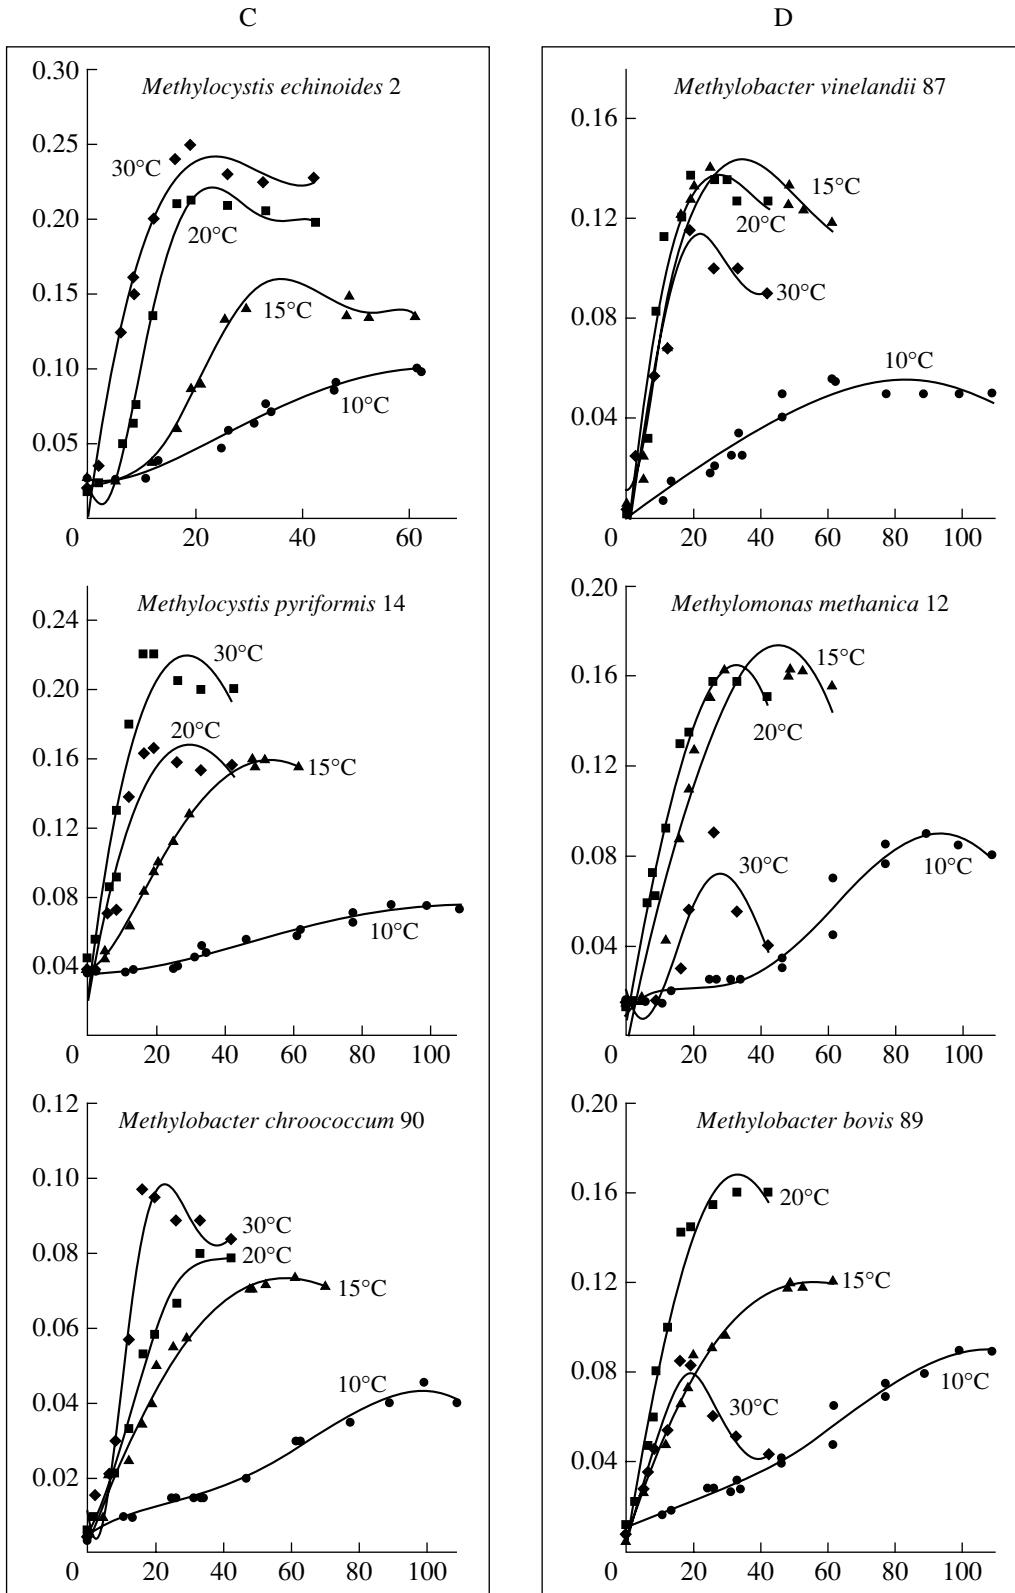 C
D
Methylocystis echinoides 2
0.30
0.25
0.20
0.15
0.10
0.05
0
20
40
60
30°C
20°C
15°C
10°C
Methylobacter vinelandii 87
0.16
0.12
0.08
0.04
0
20
40
60
80
100
15°C
20°C
30°C
10°C
Methylocystis pyriformis 14
0.24
0.20
0.16
0.12
0.08
0.04
0
20
40
60
80
100
30°C
20°C
15°C
10°C
Methylomonas methanica 12
0.20
0.16
0.12
0.08
0.04
0
20
40
60
80
100
15°C
20°C
30°C
10°C
Methylobacter chroococcum 90
0.12
0.10
0.08
0.06
0.04
0.02
0
20
40
60
80
100
30°C
20°C
15°C
10°C
Methylobacter bovis 89
0.20
0.16
0.12
0.08
0.04
0
20
40
60
80
100
20°C
15°C
30°C
10°C